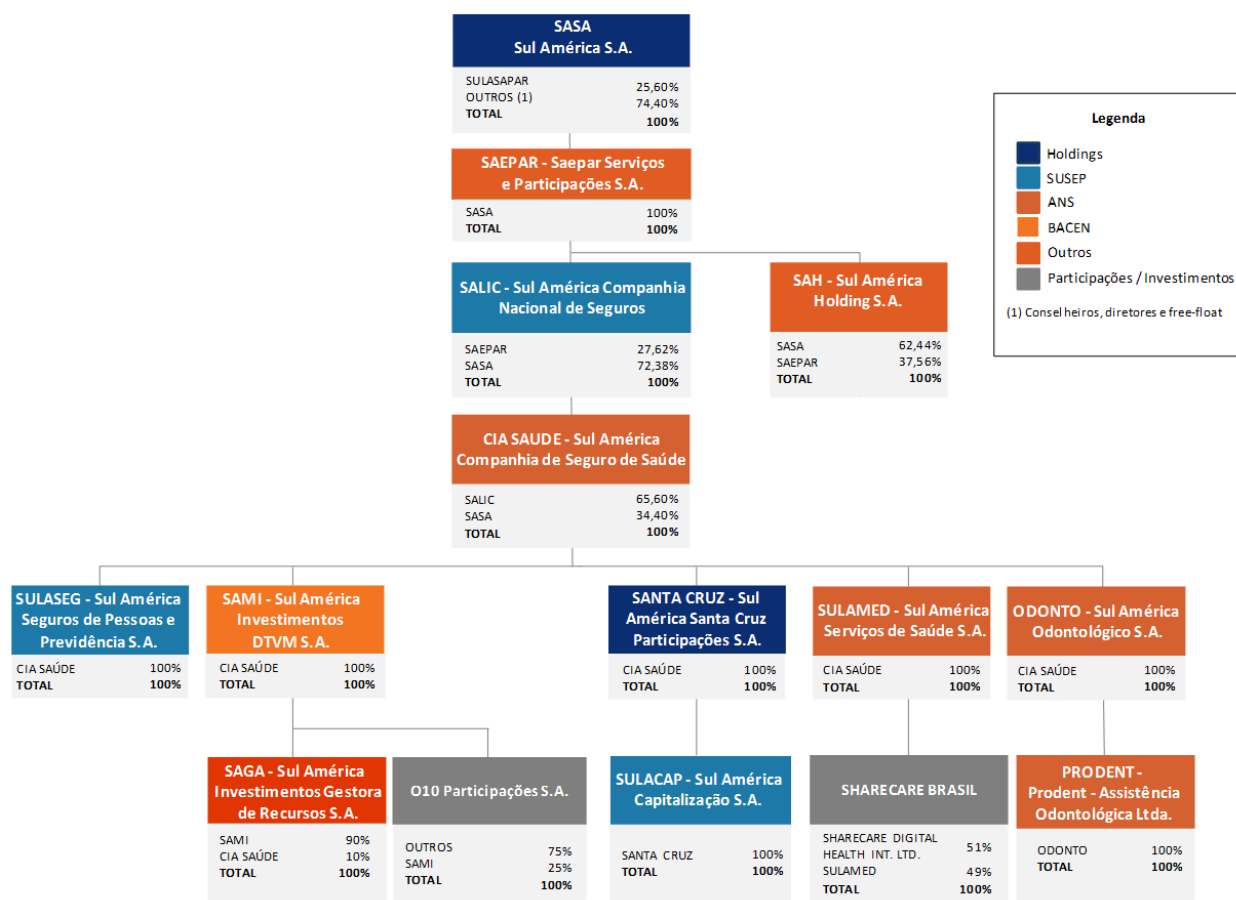 SASA
Sul América S.A.
SULASAPAR 25,60%
OUTROS (1) 74,40%
TOTAL 100%
Legenda
Holdings
SUSEP
ANS
BACEN
Outros
Participações / Investimentos
(1) Conselheiros, diretores e free-float
SAEPAR - Saepar Serviços
e Participações S.A.
SASA 100%
TOTAL 100%
SALIC - Sul América Companhia
Nacional de Seguros
SAEPAR 27,62%
SASA 72,38%
TOTAL 100%
SAH - Sul América
Holding S.A.
SASA 62,44%
SAEPAR 37,56%
TOTAL 100%
CIA SAUDE - Sul América
Companhia de Seguro de Saúde
SALIC 65,60%
SASA 34,40%
TOTAL 100%
SULASEG - Sul América
Seguros de Pessoas e
Previdência S.A.
CIA SAÚDE 100%
TOTAL 100%
SAMI - Sul América
Investimentos
DTVM S.A.
CIA SAÚDE 100%
TOTAL 100%
SANTA CRUZ - Sul
América Santa Cruz
Participações S.A.
CIA SAÚDE 100%
TOTAL 100%
SULAMED - Sul América
Serviços de Saúde S.A.
CIA SAÚDE 100%
TOTAL 100%
ODONTO - Sul América
Odontológico S.A.
CIA SAÚDE 100%
TOTAL 100%
SAGA - Sul América
Investimentos Gestora
de Recursos S.A.
SAMI 90%
CIA SAÚDE 10%
TOTAL 100%
O10 Participações S.A.
OUTROS 75%
SAMI 25%
TOTAL 100%
SULACAP - Sul América
Capitalização S.A.
SANTA CRUZ 100%
TOTAL 100%
SHARECARE BRASIL
SHARECARE DIGITAL
HEALTH INT. LTD. 51%
SULAMED 49%
TOTAL 100%
PRODENT -
Prodent - Assistência
Odontológica Ltda.
ODONTO 100%
TOTAL 100%